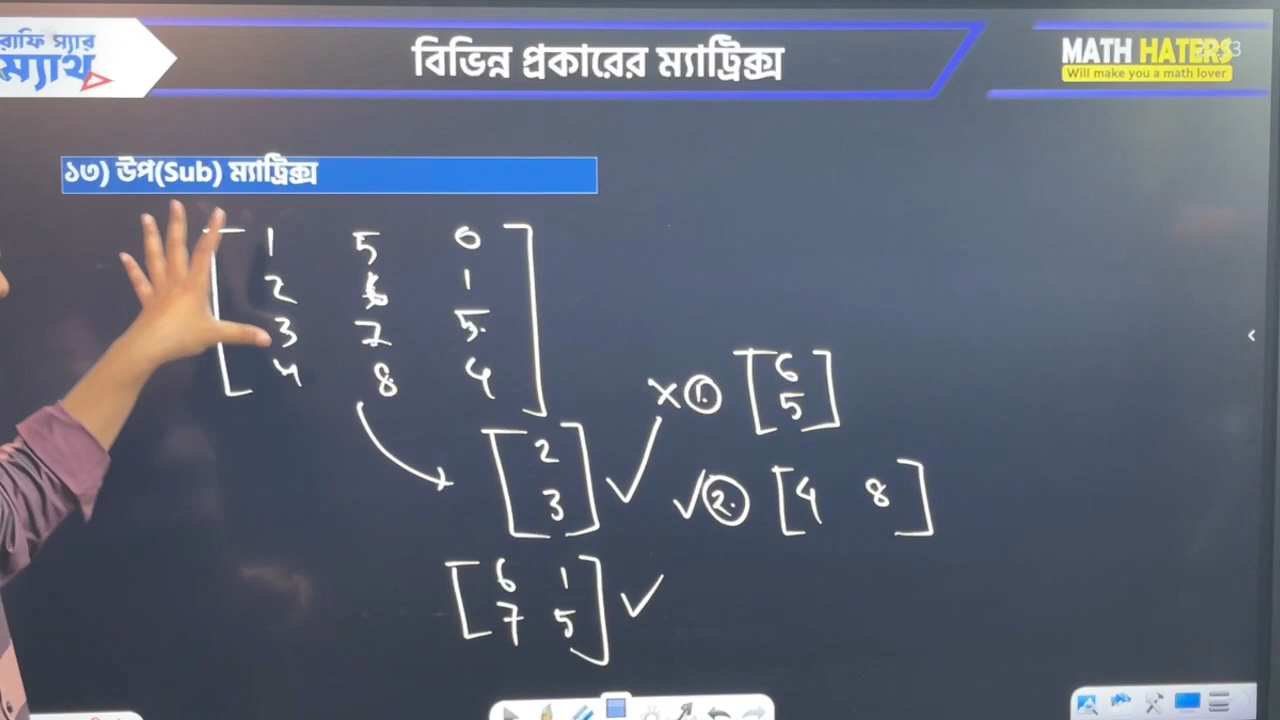 রাফি স্যার
ম্যাথ
বিভিন্ন প্রকারের ম্যাট্রিক্স
MATH HATERS
Will make you a math lover
১৩) উপ(Sub) ম্যাট্রিক্স
1 5 0
2 6 1
3 7 5
4 8 4
2
3
✓
× ①. 6
5
✓ ②. [4 8]
6 1
7 5
✓